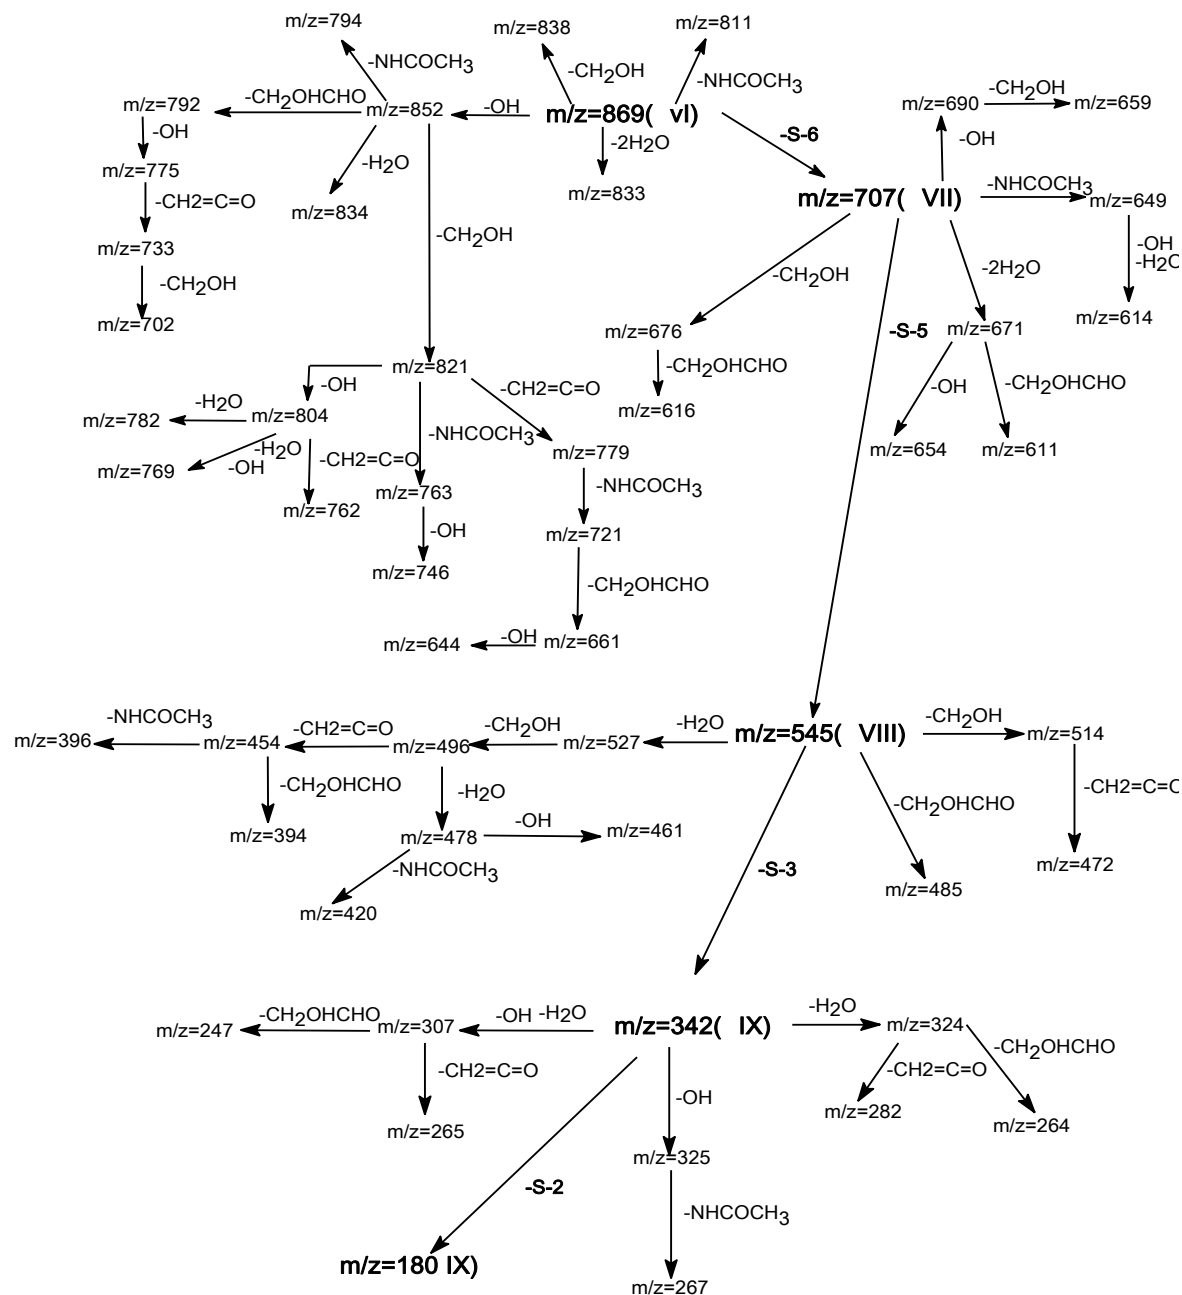 m/z=794
m/z=838
m/z=811
-NHCOCH3
-CH2OH
-NHCOCH3
-CH2OH
m/z=690
m/z=659
-CH2OHCHO
m/z=792
m/z=852
-OH
m/z=869( vI)
-OH
-H2O
-2H2O
-S-6
-OH
m/z=775
m/z=834
m/z=833
-NHCOCH3
m/z=707( VII)
m/z=649
-CH2=C=O
-CH2OH
-OH
-H2O
m/z=733
-CH2OH
-2H2O
-CH2OH
m/z=702
m/z=614
m/z=676
-S-5
m/z=671
m/z=821
-OH
-CH2=C=O
-CH2OHCHO
-OH
-CH2OHCHO
-H2O
m/z=782
m/z=804
m/z=616
-NHCOCH3
-H2O
-OH
-CH2=C=O
m/z=779
m/z=654
m/z=611
m/z=769
m/z=763
-NHCOCH3
m/z=762
-OH
m/z=721
m/z=746
-CH2OHCHO
m/z=644
-OH
m/z=661
-NHCOCH3
-CH2=C=O
-CH2OH
-H2O
-CH2OH
m/z=396
m/z=454
m/z=496
m/z=527
m/z=545( VIII)
m/z=514
-CH2OHCHO
-H2O
-CH2OHCHO
-CH2=C=O
m/z=394
m/z=478
-OH
m/z=461
-NHCOCH3
-S-3
m/z=472
m/z=485
m/z=420
-CH2OHCHO
-OH
-H2O
-H2O
m/z=247
m/z=307
m/z=342( IX)
m/z=324
-CH2OHCHO
-CH2=C=O
-CH2=C=O
-OH
m/z=282
m/z=264
m/z=265
m/z=325
-S-2
-NHCOCH3
m/z=180 IX)
m/z=267